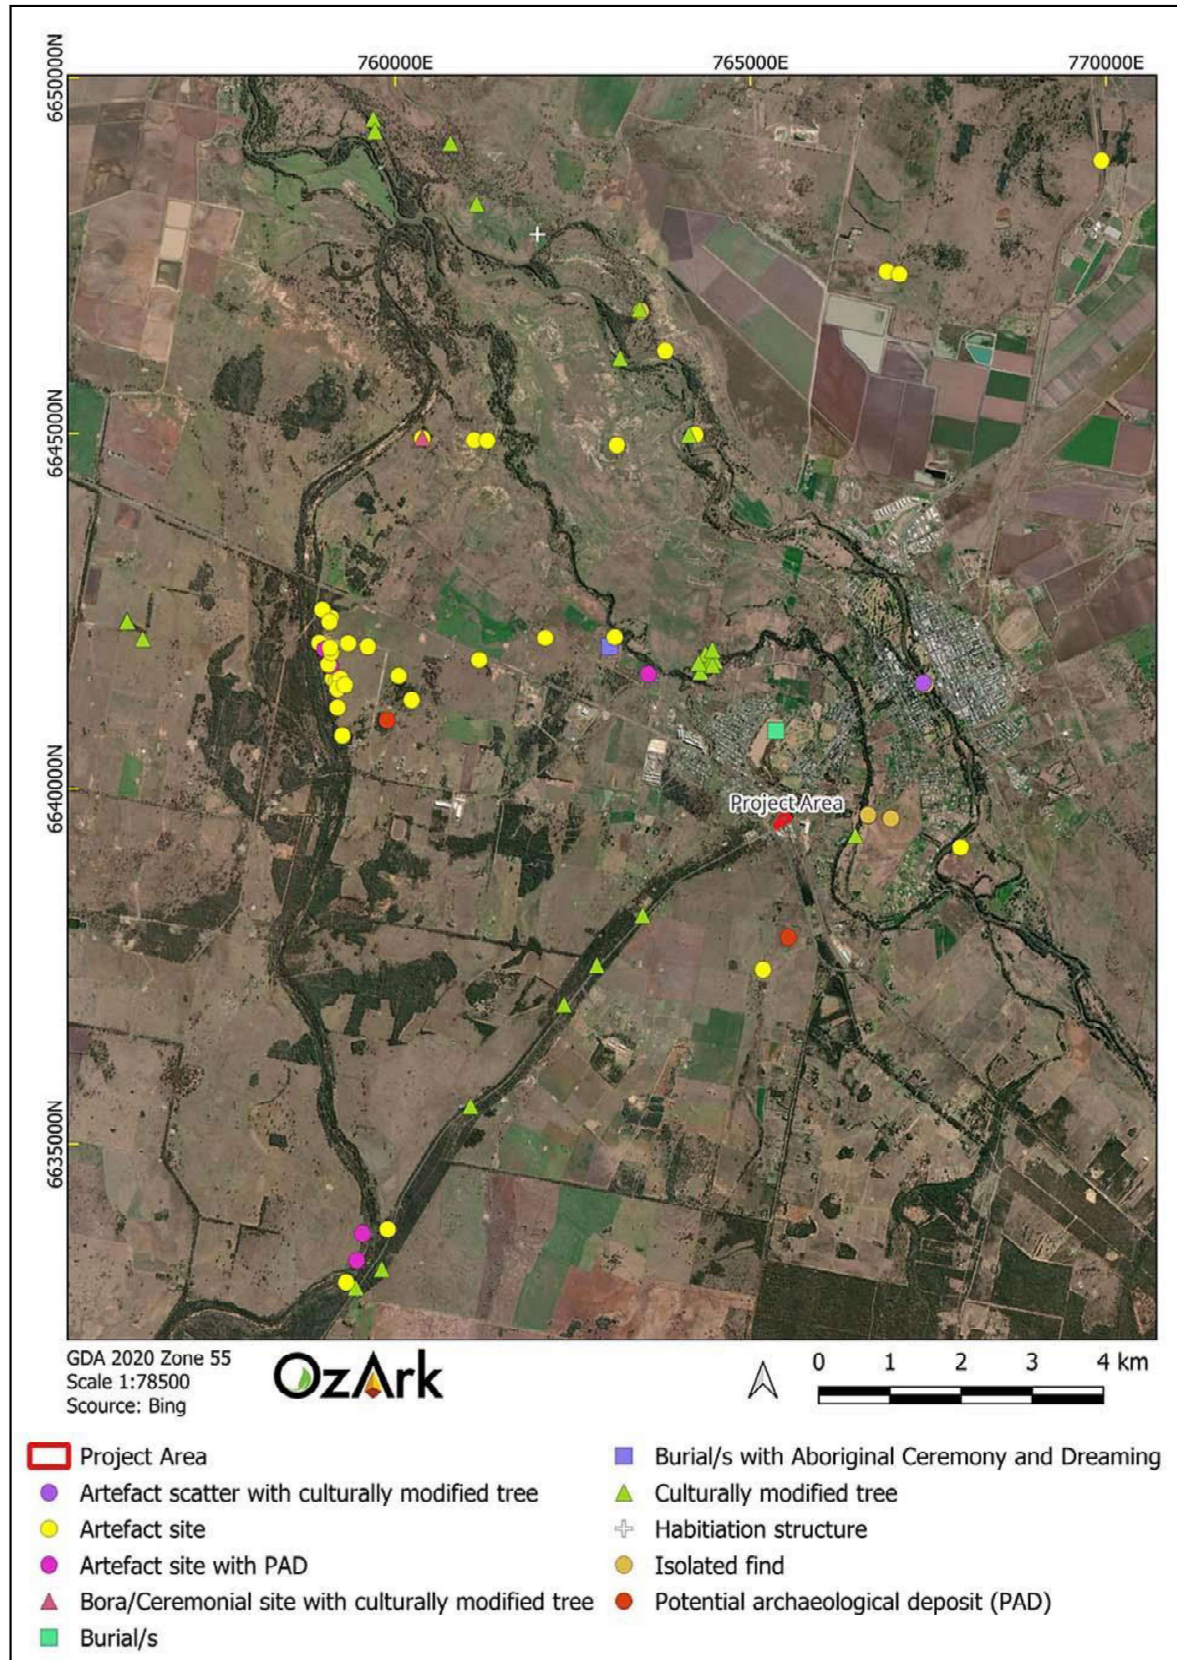 760000E 765000E 770000E
6650000N
6645000N
6640000N
6635000N
Project Area
GDA 2020 Zone 55
Scale 1:78500
Scource: Bing
OzArk
0 1 2 3 4 km
Project Area
Artefact scatter with culturally modified tree
Artefact site
Artefact site with PAD
Bora/Ceremonial site with culturally modified tree
Burial/s
Burial/s with Aboriginal Ceremony and Dreaming
Culturally modified tree
Habitiation structure
Isolated find
Potential archaeological deposit (PAD)